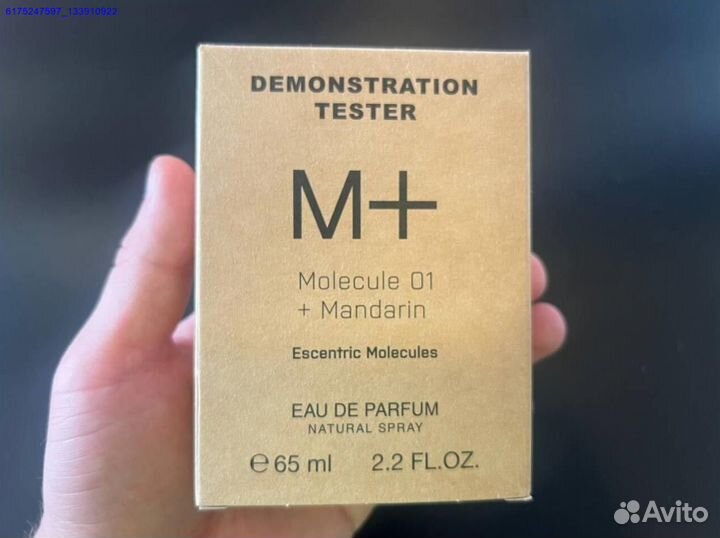 6175247597_133910922
DEMONSTRATION
TESTER
M+
Molecule 01
+ Mandarin
Escentric Molecules
EAU DE PARFUM
NATURAL SPRAY
℮65 ml 2.2 FL.OZ.
Avito